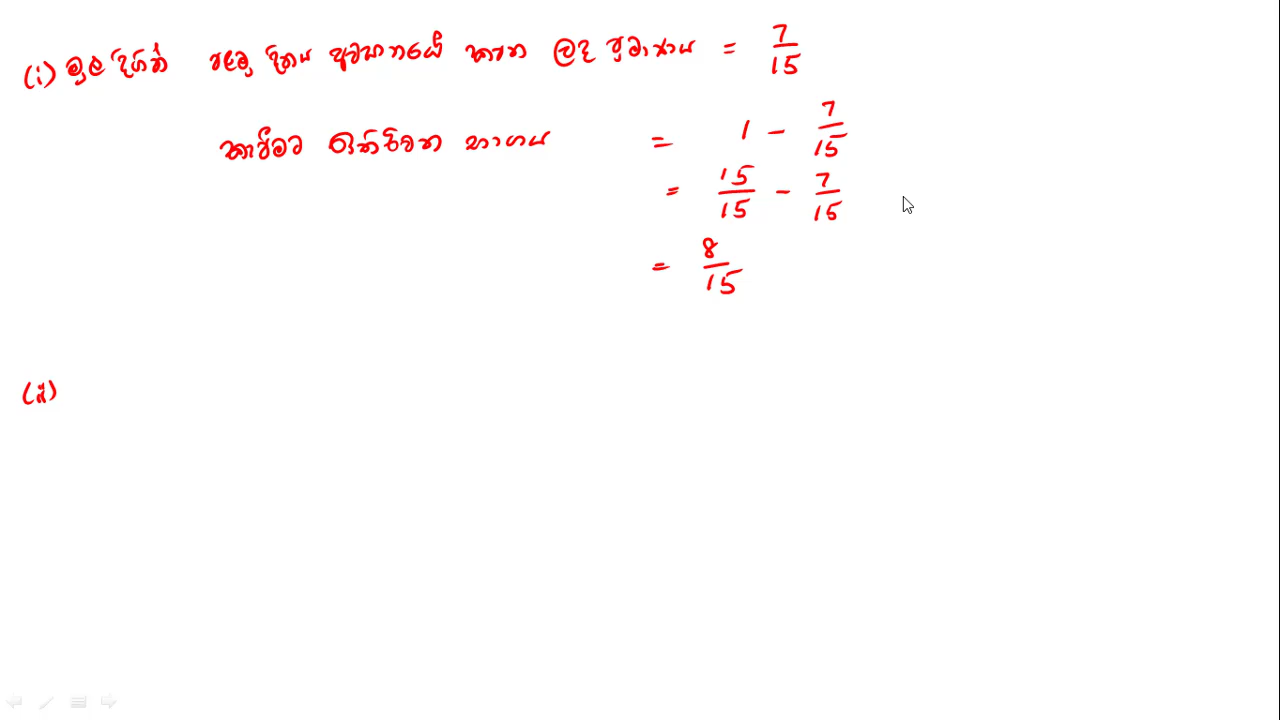 (i) මුල දිගින් පළමු දිනය අවසානයේ කපන ලද ප්‍රමාණය = 7/15
කැපීමට ඉතිරිවන භාගය = 1 - 7/15
= 15/15 - 7/15
= 8/15
(ii)